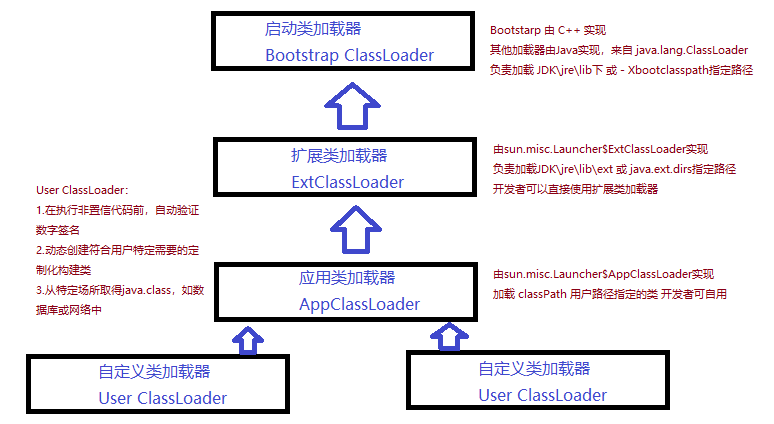 启动类加载器
Bootstrap ClassLoader
Bootstarp 由 C++ 实现
其他加载器由Java实现，来自 java.lang.ClassLoader
负责加载 JDK\jre\lib下 或 - Xbootclasspath指定路径
扩展类加载器
ExtClassLoader
由sun.misc.Launcher$ExtClassLoader实现
负责加载JDK\jre\lib\ext 或 java.ext.dirs指定路径
开发者可以直接使用扩展类加载器
User ClassLoader：
1.在执行非置信代码前，自动验证
数字签名
2.动态创建符合用户特定需要的定
制化构建类
3.从特定场所取得java.class，如数
据库或网络中
应用类加载器
AppClassLoader
由sun.misc.Launcher$AppClassLoader实现
加载 classPath 用户路径指定的类 开发者可自用
自定义类加载器
User ClassLoader
自定义类加载器
User ClassLoader